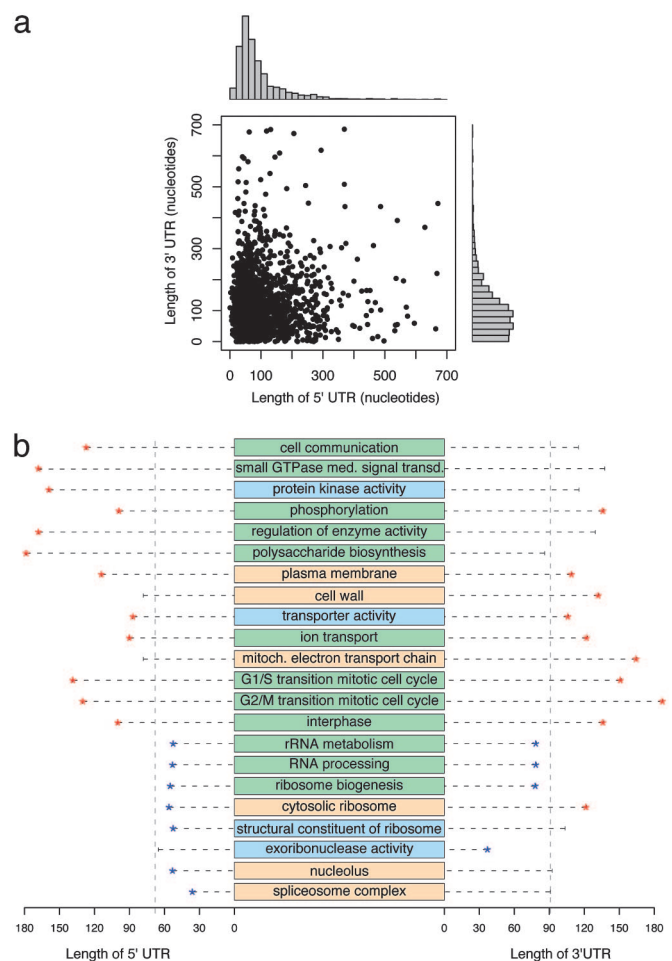 a
Length of 3' UTR (nucleotides)
700
500
300
100
0
0 100 300 500 700
Length of 5' UTR (nucleotides)
b
cell communication
small GTPase med. signal transd.
protein kinase activity
phosphorylation
regulation of enzyme activity
polysaccharide biosynthesis
plasma membrane
cell wall
transporter activity
ion transport
mitoch. electron transport chain
G1/S transition mitotic cell cycle
G2/M transition mitotic cell cycle
interphase
rRNA metabolism
RNA processing
ribosome biogenesis
cytosolic ribosome
structural constituent of ribosome
exoribonuclease activity
nucleolus
spliceosome complex
180 150 120 90 60 30 0 0 30 60 90 120 150 180
Length of 5' UTR Length of 3'UTR